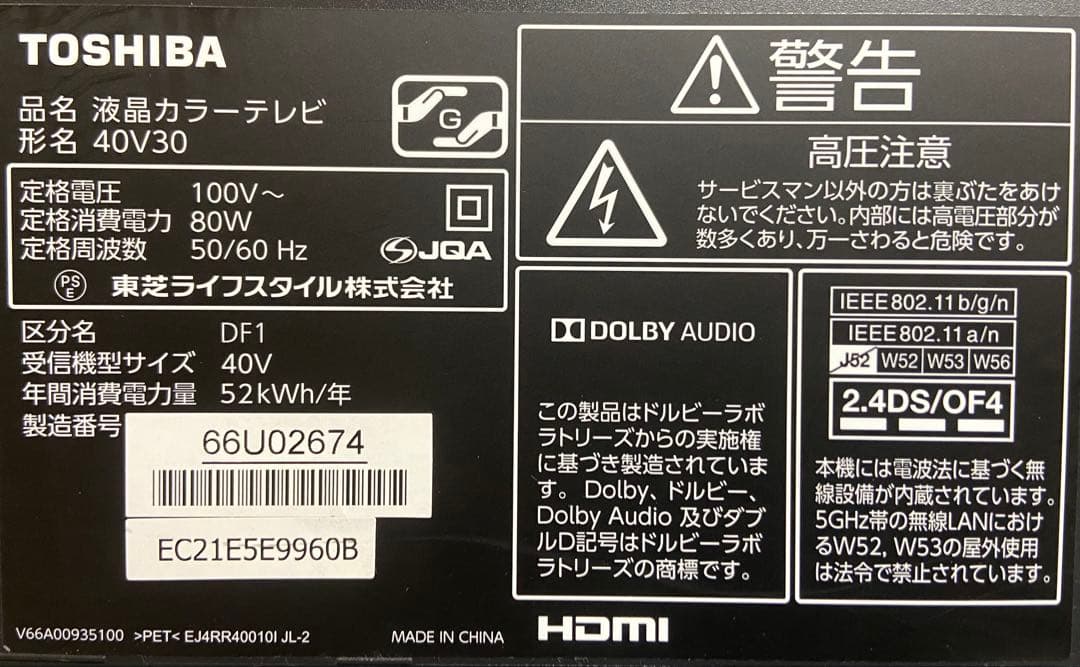 TOSHIBA
品名 液晶カラーテレビ
形名 40V30
G
定格電圧 100V～
定格消費電力 80W
定格周波数 50/60 Hz
JQA
PS
E
東芝ライフスタイル株式会社
区分名 DF1
受信機型サイズ 40V
年間消費電力量 52kWh/年
製造番号
66U02674
EC21E5E9960B
V66A00935100 >PET< EJ4RR40010I JL-2
MADE IN CHINA
警告
高圧注意
サービスマン以外の方は裏ぶたをあけ
ないでください。内部には高電圧部分が
数多くあり、万一さわると危険です。
DOLBY AUDIO
この製品はドルビーラボ
ラトリーズからの実施権
に基づき製造されていま
す。Dolby、ドルビー、
Dolby Audio 及びダブ
ルD記号はドルビーラボ
ラトリーズの商標です。
HDMI
IEEE802.11b/g/n
IEEE802.11a/n
J52 W52 W53 W56
2.4DS/OF4
本機には電波法に基づく無
線設備が内蔵されています。
5GHz帯の無線LANにおけ
るW52, W53の屋外使用
は法令で禁止されています。